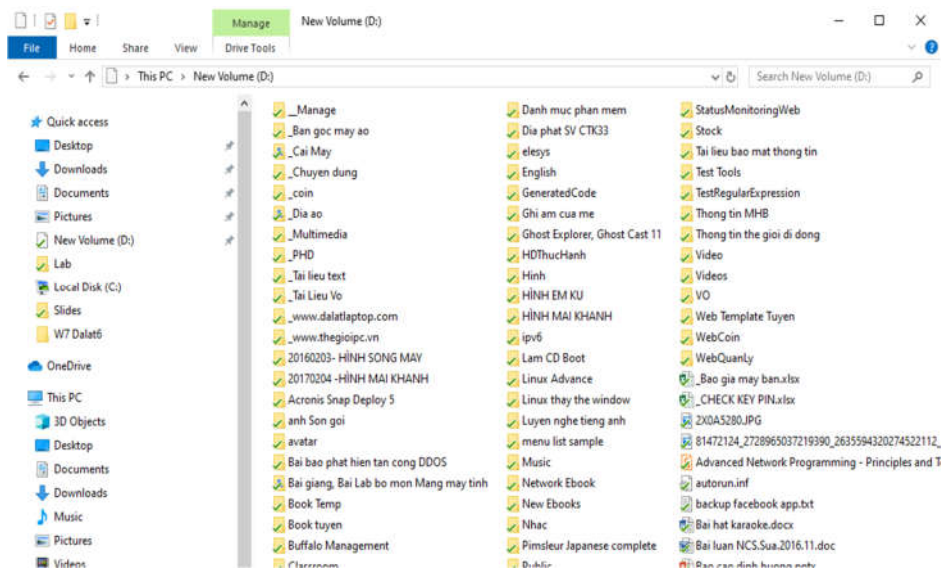 Manage
New Volume (D:)
File
Home
Share
View
Drive Tools
This PC
New Volume (D:)
Search New Volume (D:)
Quick access
Desktop
Downloads
Documents
Pictures
New Volume (D:)
Lab
Local Disk (C:)
Slides
W7 Dalat6
OneDrive
This PC
3D Objects
Desktop
Documents
Downloads
Music
Pictures
Videos
__Manage
_Ban goc may ao
_Cai May
_Chuyen dung
_coin
_Dia ao
_Multimedia
_PHD
_Tai lieu text
_Tai Lieu Vo
_www.dalatlaptop.com
_www.thegioipc.vn
20160203- HÌNH SONG MAY
20170204 -HÌNH MAI KHANH
Acronis Snap Deploy 5
anh Son goi
avatar
Bai bao phat hien tan cong DDOS
Bai giang, Bai Lab bo mon Mang may tinh
Book Temp
Book tuyen
Buffalo Management
Classroom
Danh muc phan mem
Dia phat SV CTK33
elesys
English
GeneratedCode
Ghi am cua me
Ghost Explorer, Ghost Cast 11
HDThucHanh
Hinh
HÌNH EM KU
HÌNH MAI KHANH
ipv6
Lam CD Boot
Linux Advance
Linux thay the window
Luyen nghe tieng anh
menu list sample
Music
Network Ebook
New Ebooks
Nhac
Pimsleur Japanese complete
Public
StatusMonitoringWeb
Stock
Tai lieu bao mat thong tin
Test Tools
TestRegularExpression
Thong tin MHB
Thong tin the gioi di dong
Video
Videos
VO
Web Template Tuyen
WebCoin
WebQuanLy
_Bao gia may ban.xlsx
_CHECK KEY PIN.xlsx
2X0A5280.JPG
81472124_2728965037219390_2635594320274522112_
Advanced Network Programming - Principles and T
autorun.inf
backup facebook app.txt
Bai hat karaoke.docx
Bai luan NCS.Sua.2016.11.doc
Bao cao dinh huong pptx